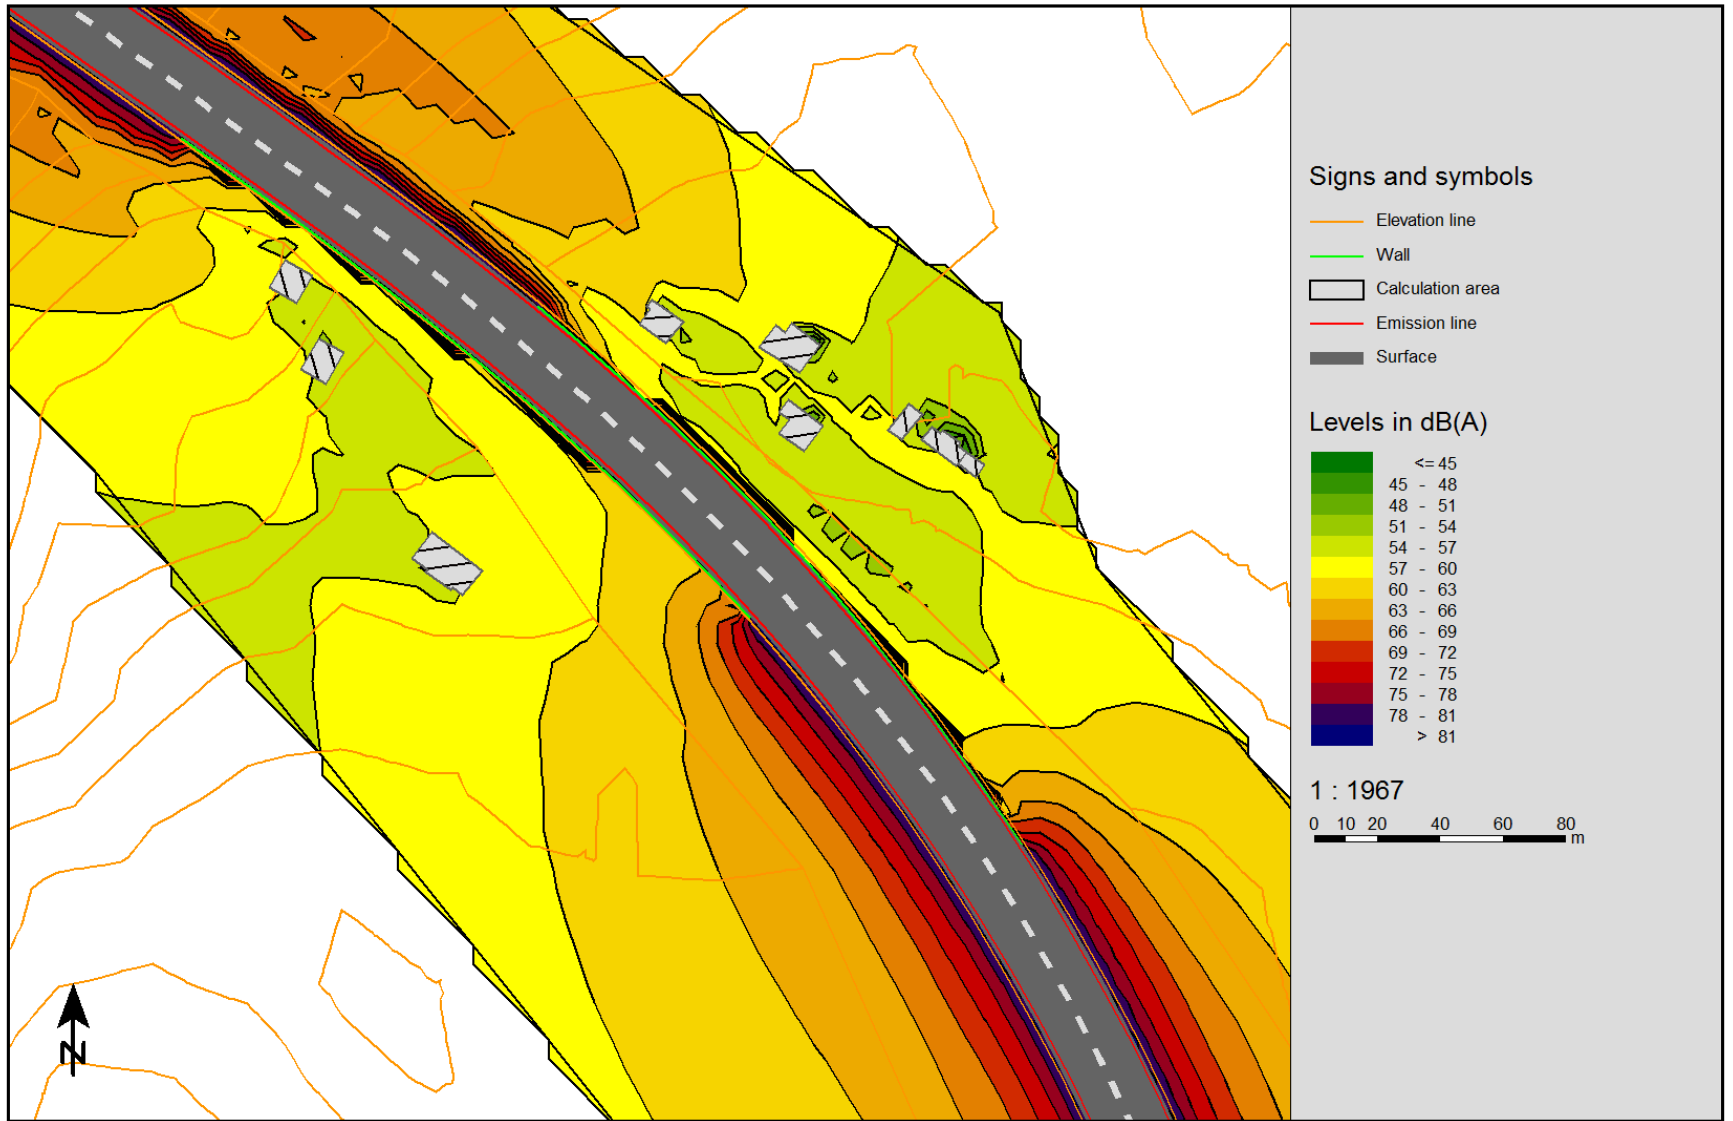 Signs and symbols
Elevation line
Wall
Calculation area
Emission line
Surface
Levels in dB(A)
<= 45
45 - 48
48 - 51
51 - 54
54 - 57
57 - 60
60 - 63
63 - 66
66 - 69
69 - 72
72 - 75
75 - 78
78 - 81
> 81
1 : 1967
0 10 20 40 60 80
m
N